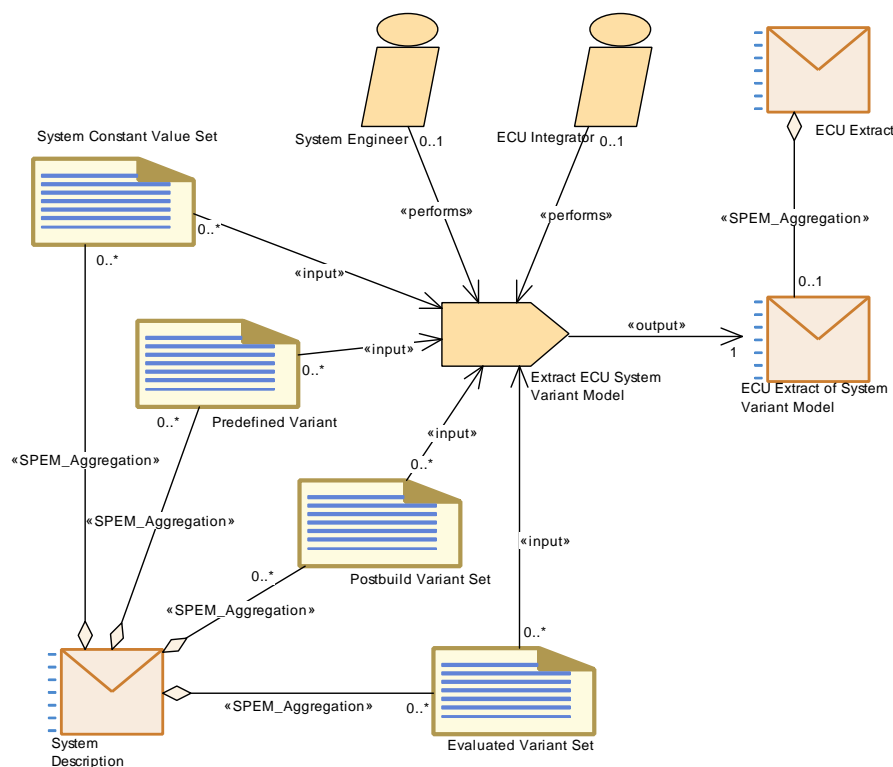 System Constant Value Set
System Engineer
0..1
ECU Integrator
0..1
ECU Extract
«performs»
«performs»
«SPEM_Aggregation»
0..*
0..*
«input»
0..1
«output»
1
«input»
0..*
Extract ECU System
Variant Model
ECU Extract of System
Variant Model
Predefined Variant
0..*
«input»
0..*
«SPEM_Aggregation»
«SPEM_Aggregation»
«input»
Postbuild Variant Set
0..*
«SPEM_Aggregation»
0..*
«SPEM_Aggregation»
0..*
System
Description
Evaluated Variant Set